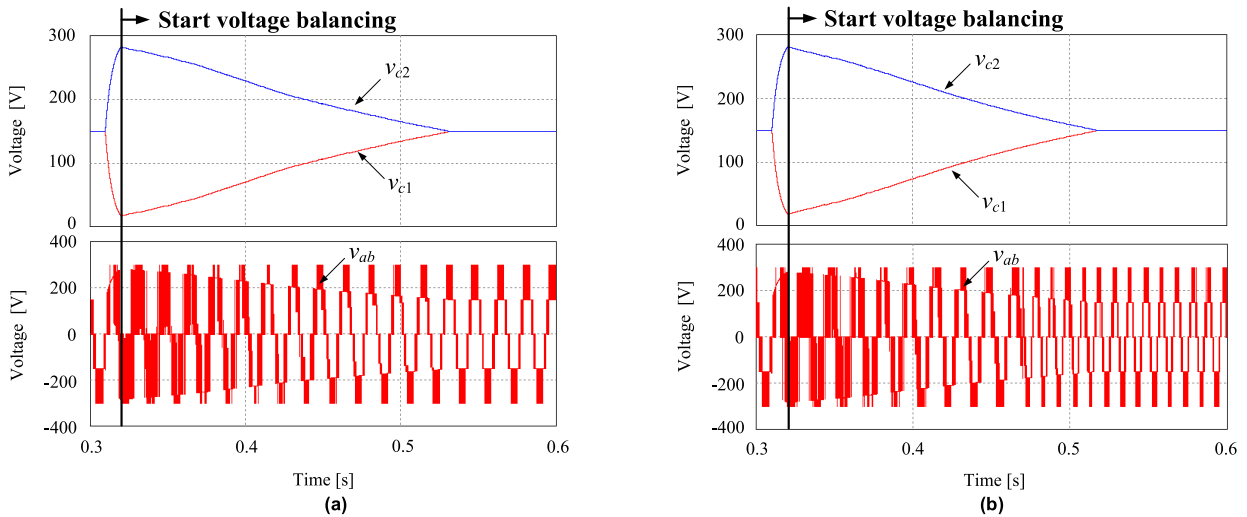 Start voltage balancing
300
200
100
0
Voltage [V]
vc2
vc1
400
200
0
-200
-400
Voltage [V]
vab
0.3
0.4
0.5
0.6
Time [s]
(a)
Start voltage balancing
300
200
100
0
Voltage [V]
vc2
vc1
400
200
0
-200
-400
Voltage [V]
vab
0.3
0.4
0.5
0.6
Time [s]
(b)